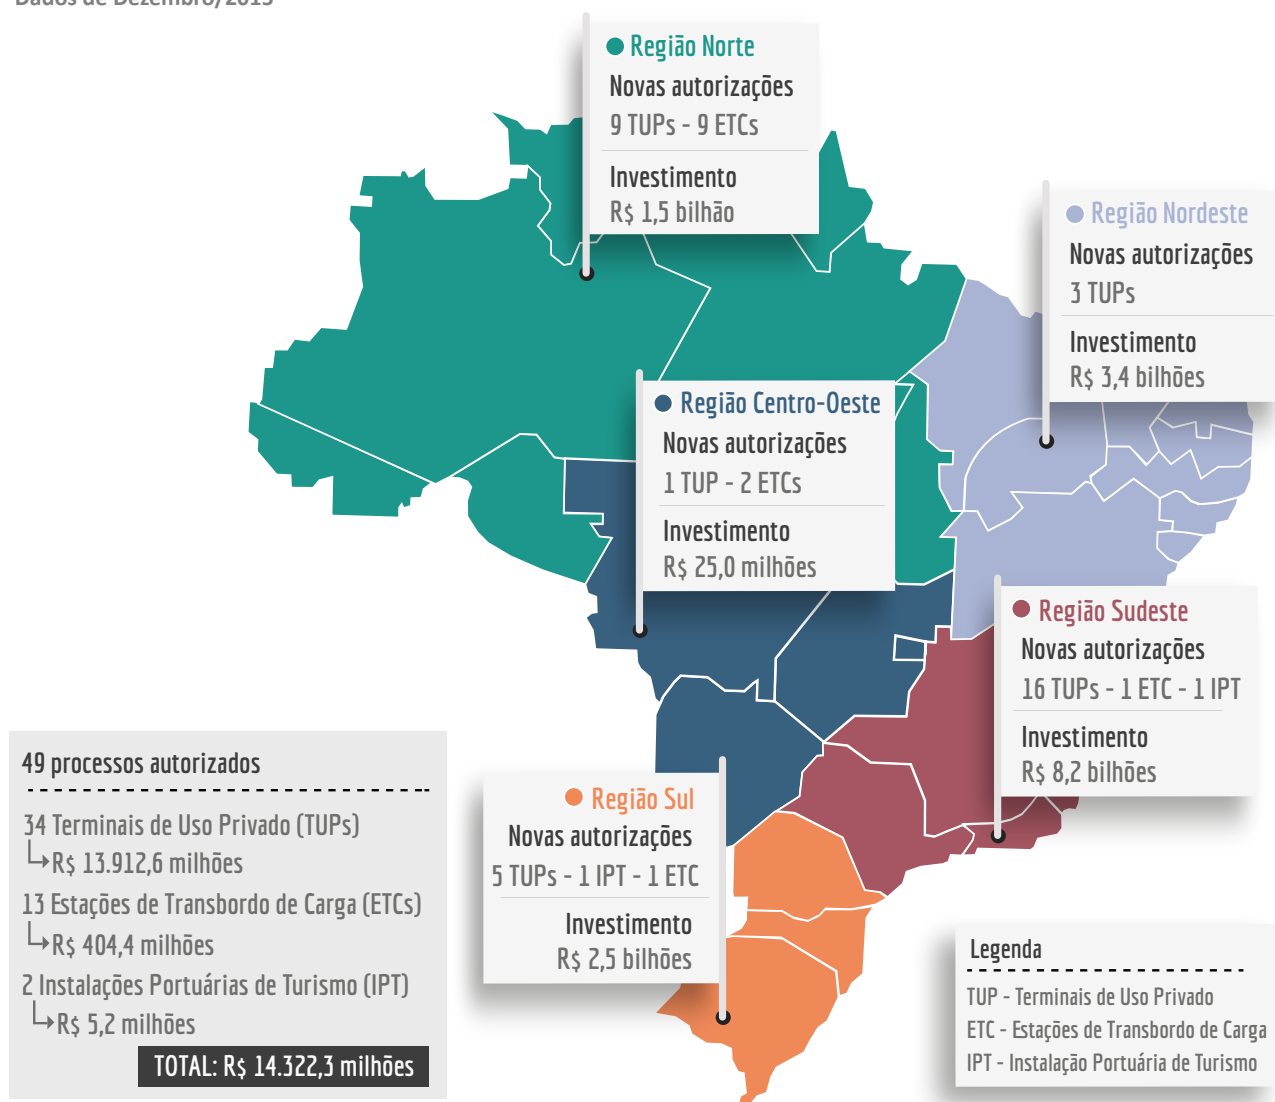 Dados de Dezembro/2015
Região Norte
Novas autorizações
9 TUPs - 9 ETCs
Investimento
R$ 1,5 bilhão
Região Nordeste
Novas autorizações
3 TUPs
Investimento
R$ 3,4 bilhões
Região Centro-Oeste
Novas autorizações
1 TUP - 2 ETCs
Investimento
R$ 25,0 milhões
Região Sudeste
Novas autorizações
16 TUPs - 1 ETC - 1 IPT
Investimento
R$ 8,2 bilhões
Região Sul
Novas autorizações
5 TUPs - 1 IPT - 1 ETC
Investimento
R$ 2,5 bilhões
49 processos autorizados
34 Terminais de Uso Privado (TUPs)
R$ 13.912,6 milhões
13 Estações de Transbordo de Carga (ETCs)
R$ 404,4 milhões
2 Instalações Portuárias de Turismo (IPT)
R$ 5,2 milhões
TOTAL: R$ 14.322,3 milhões
Legenda
TUP - Terminais de Uso Privado
ETC - Estações de Transbordo de Carga
IPT - Instalação Portuária de Turismo